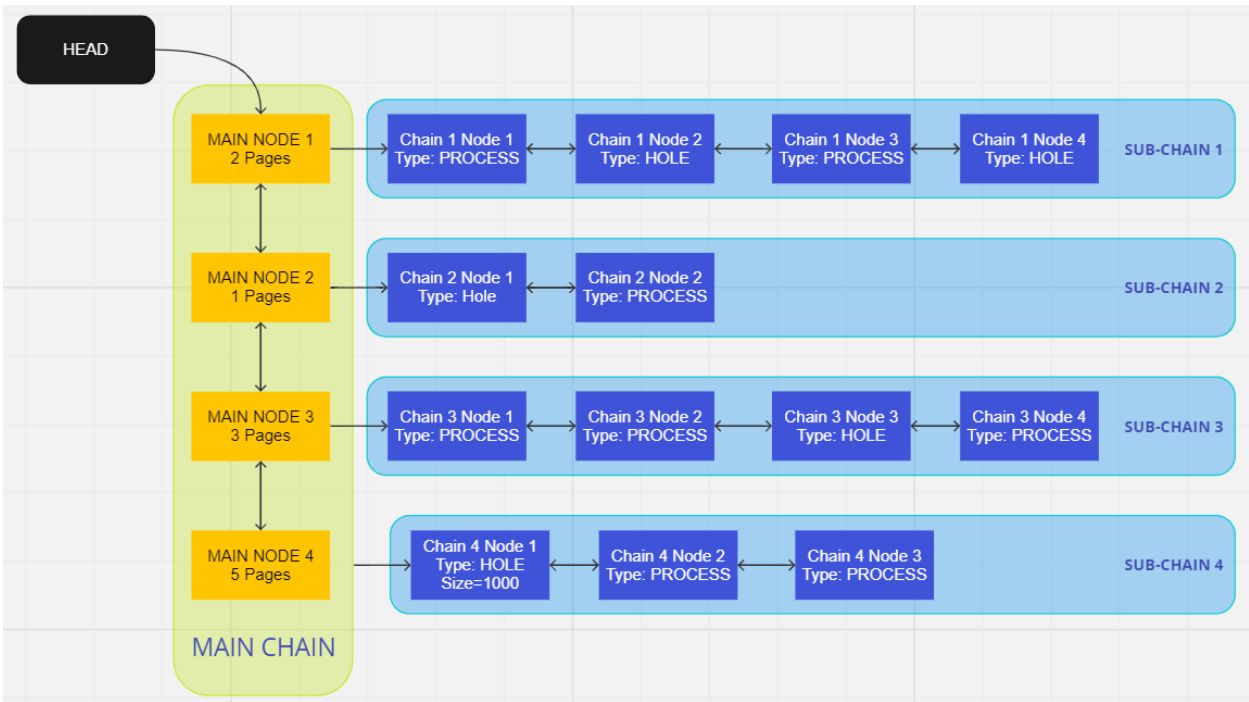 HEAD
MAIN NODE 1
2 Pages
Chain 1 Node 1
Type: PROCESS
Chain 1 Node 2
Type: HOLE
Chain 1 Node 3
Type: PROCESS
Chain 1 Node 4
Type: HOLE
SUB-CHAIN 1
MAIN NODE 2
1 Pages
Chain 2 Node 1
Type: Hole
Chain 2 Node 2
Type: PROCESS
SUB-CHAIN 2
MAIN NODE 3
3 Pages
Chain 3 Node 1
Type: PROCESS
Chain 3 Node 2
Type: PROCESS
Chain 3 Node 3
Type: HOLE
Chain 3 Node 4
Type: PROCESS
SUB-CHAIN 3
MAIN NODE 4
5 Pages
Chain 4 Node 1
Type: HOLE
Size=1000
Chain 4 Node 2
Type: PROCESS
Chain 4 Node 3
Type: PROCESS
SUB-CHAIN 4
MAIN CHAIN